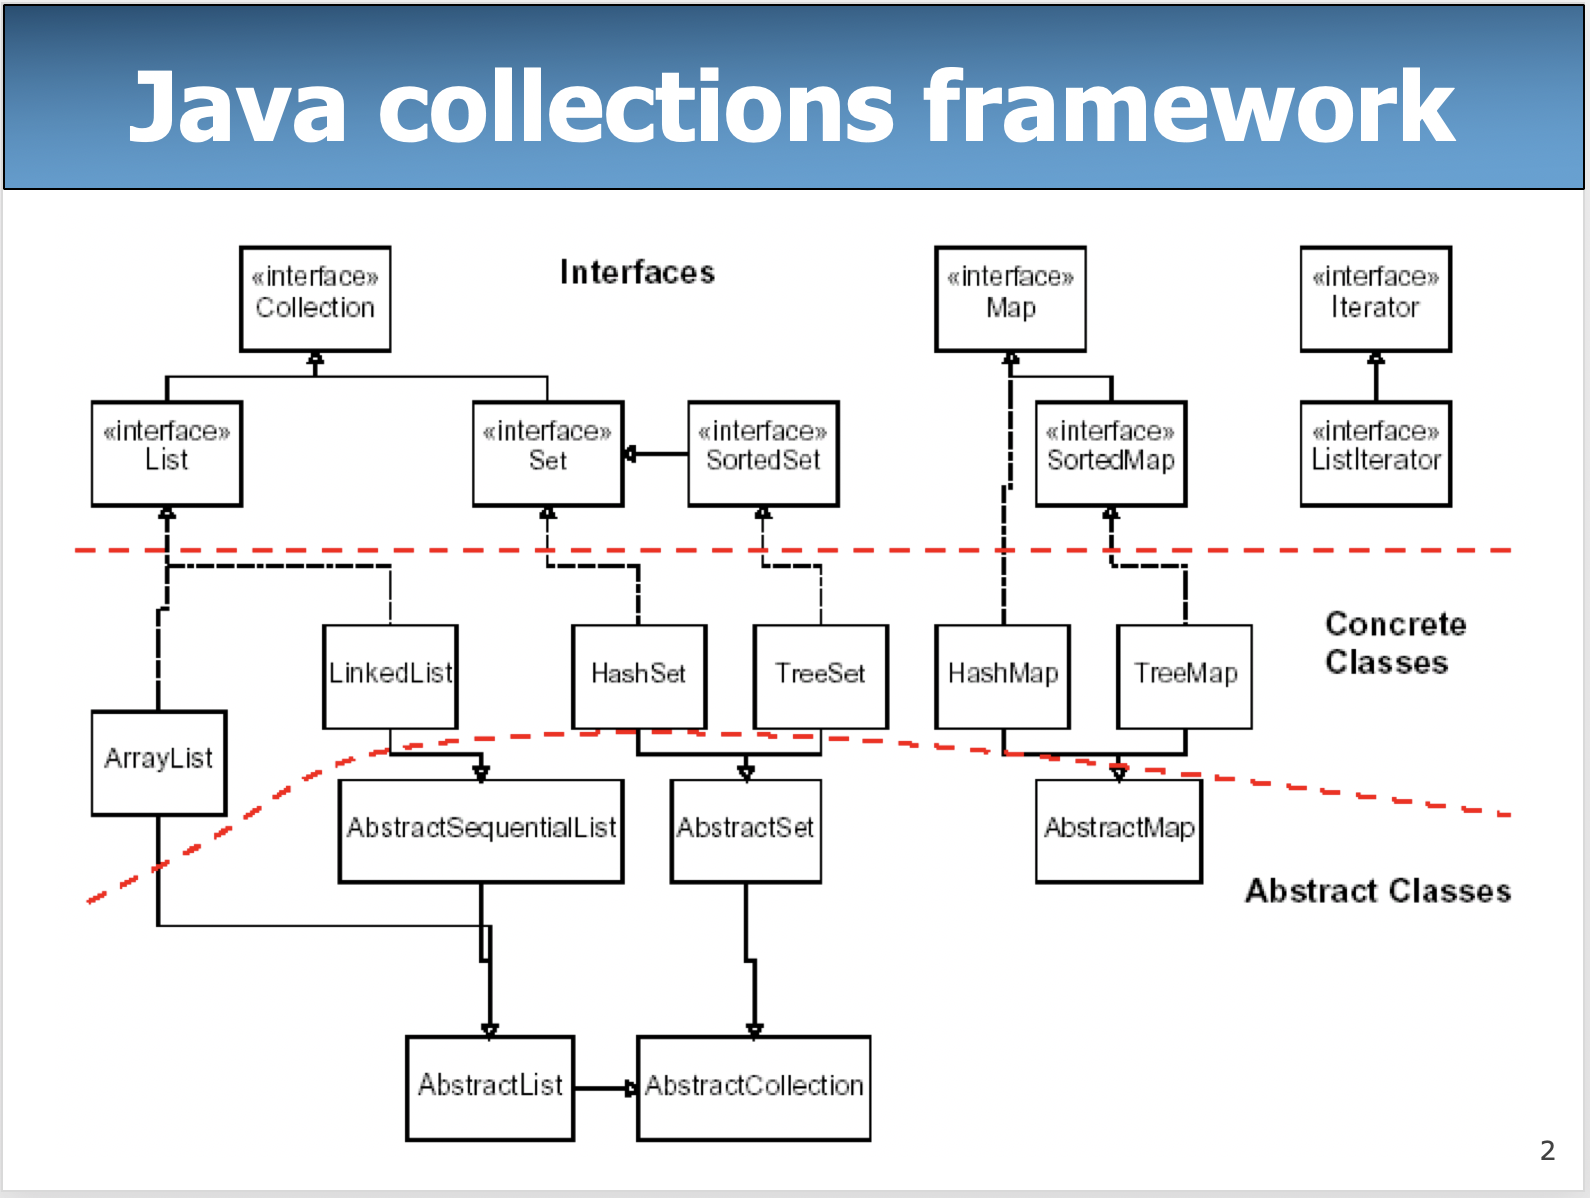 Java collections framework
«interface»
Collection
Interfaces
«interface»
Map
«interface»
Iterator
«interface»
List
«interface»
Set
«interface»
SortedSet
«interface»
SortedMap
«interface»
ListIterator
Concrete
Classes
LinkedList
HashSet
TreeSet
HashMap
TreeMap
ArrayList
AbstractSequentialList
AbstractSet
AbstractMap
Abstract Classes
AbstractList
AbstractCollection
2